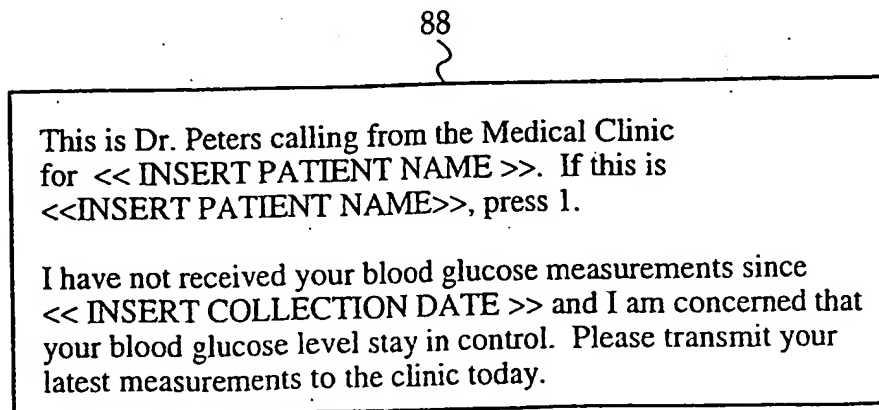 88
This is Dr. Peters calling from the Medical Clinic
for << INSERT PATIENT NAME >>. If this is
<<INSERT PATIENT NAME>>, press 1.
I have not received your blood glucose measurements since
<< INSERT COLLECTION DATE >> and I am concerned that
your blood glucose level stay in control. Please transmit your
latest measurements to the clinic today.